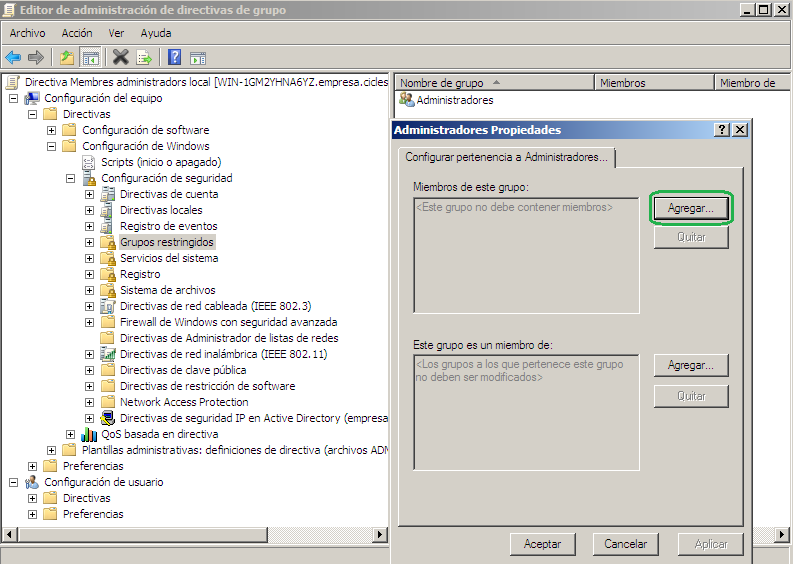 Editor de administración de directivas de grupo
Archivo Acción Ver Ayuda
Directiva Membres administradors local [WIN-1GM2YHNA6YZ.empresa.cicles
Configuración del equipo
Directivas
Configuración de software
Configuración de Windows
Scripts (inicio o apagado)
Configuración de seguridad
Directivas de cuenta
Directivas locales
Registro de eventos
Grupos restringidos
Servicios del sistema
Registro
Sistema de archivos
Directivas de red cableada (IEEE 802.3)
Firewall de Windows con seguridad avanzada
Directivas de Administrador de listas de redes
Directivas de red inalámbrica (IEEE 802.11)
Directivas de clave pública
Directivas de restricción de software
Network Access Protection
Directivas de seguridad IP en Active Directory (empresa
QoS basada en directiva
Plantillas administrativas: definiciones de directiva (archivos ADM
Preferencias
Configuración de usuario
Directivas
Preferencias
Nombre de grupo Miembros Miembro de
Administradores
Administradores Propiedades
Configurar pertenencia a Administradores...
Miembros de este grupo:
<Este grupo no debe contener miembros>
Agregar...
Quitar
Este grupo es un miembro de:
<Los grupos a los que pertenece este grupo
no deben ser modificados>
Agregar...
Quitar
Aceptar Cancelar Aplicar